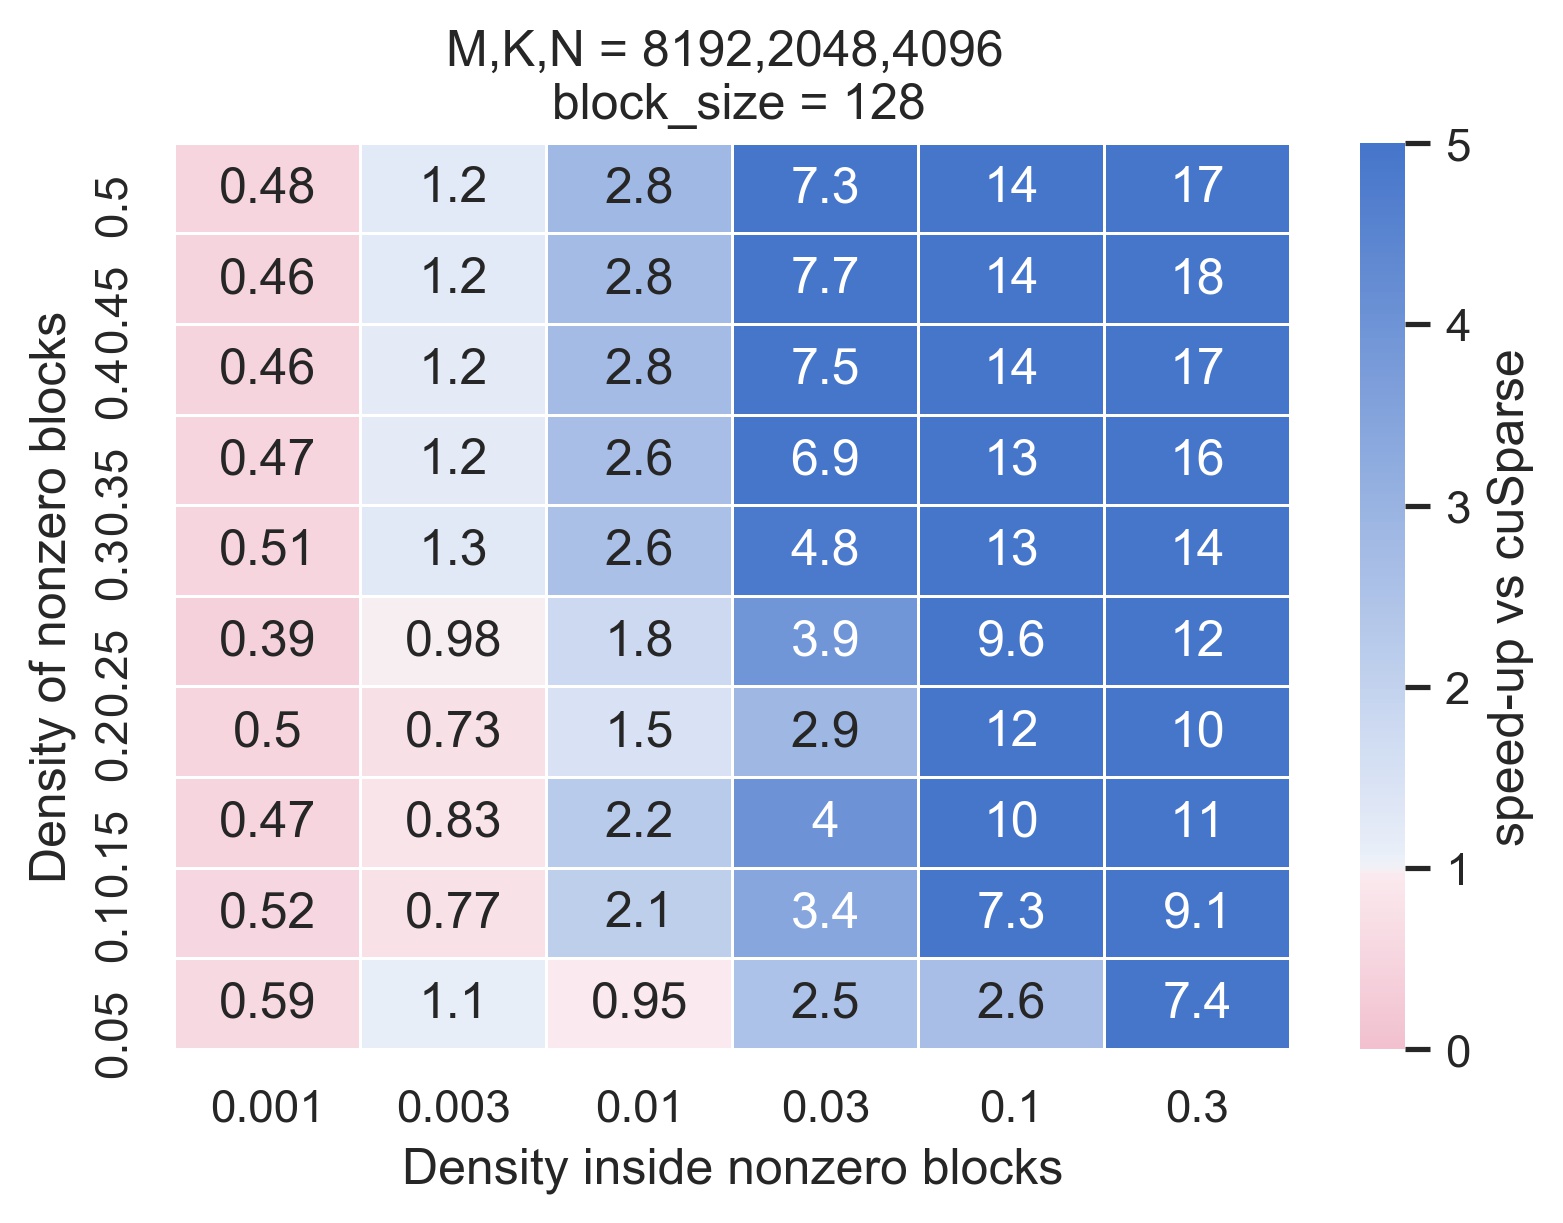 M,K,N = 8192,2048,4096
block_size = 128
Density of nonzero blocks
0.5 0.48 1.2 2.8 7.3 14 17
0.45 0.46 1.2 2.8 7.7 14 18
0.4 0.46 1.2 2.8 7.5 14 17
0.35 0.47 1.2 2.6 6.9 13 16
0.3 0.51 1.3 2.6 4.8 13 14
0.25 0.39 0.98 1.8 3.9 9.6 12
0.2 0.5 0.73 1.5 2.9 12 10
0.15 0.47 0.83 2.2 4 10 11
0.1 0.52 0.77 2.1 3.4 7.3 9.1
0.05 0.59 1.1 0.95 2.5 2.6 7.4
0.001 0.003 0.01 0.03 0.1 0.3
Density inside nonzero blocks
5
4
3
2
1
0
speed-up vs cuSparse